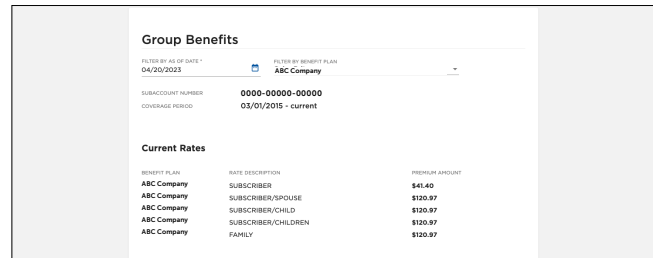 Group Benefits
FILTER BY AS OF DATE * FILTER BY BENEFIT PLAN
04/20/2023 ABC Company
SUBACCOUNT NUMBER 0000-00000-00000
COVERAGE PERIOD 03/01/2015 - current
Current Rates
BENEFIT PLAN RATE DESCRIPTION PREMIUM AMOUNT
ABC Company SUBSCRIBER $41.40
ABC Company SUBSCRIBER/SPOUSE $120.97
ABC Company SUBSCRIBER/CHILD $120.97
ABC Company SUBSCRIBER/CHILDREN $120.97
ABC Company FAMILY $120.97